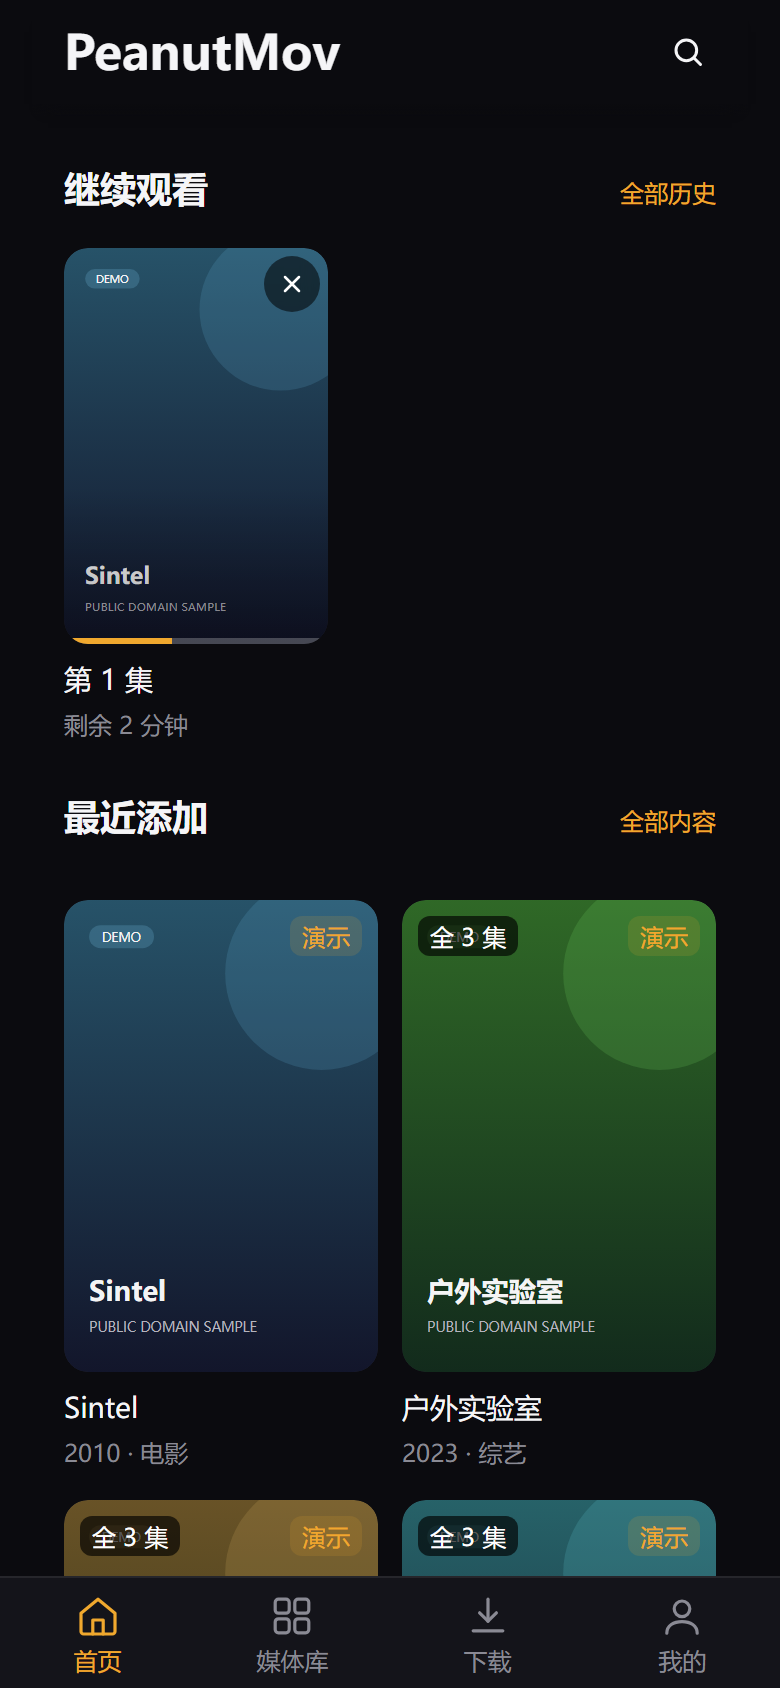 PeanutMov
继续观看
全部历史
DEMO
Sintel
PUBLIC DOMAIN SAMPLE
第 1 集
剩余 2 分钟
最近添加
全部内容
DEMO
演示
Sintel
PUBLIC DOMAIN SAMPLE
Sintel
2010 · 电影
全 3 集
演示
户外实验室
PUBLIC DOMAIN SAMPLE
户外实验室
2023 · 综艺
全 3 集
演示
全 3 集
演示
首页
媒体库
下载
我的